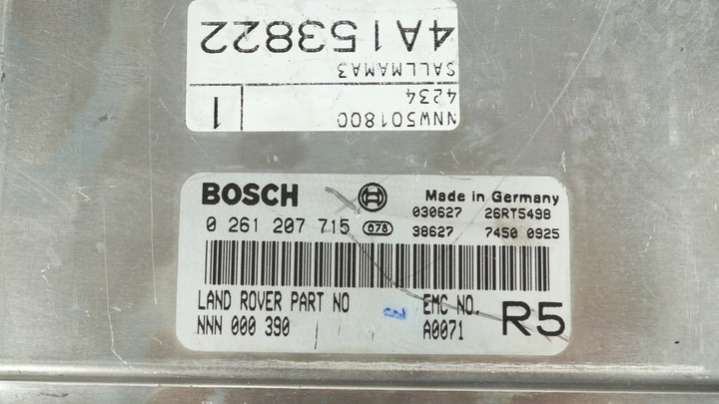 4A153822
SALLMAMA3
4234
NNW501800
1
BOSCH
Made in Germany
030627 26RT5498
0 261 207 715 078 38627 7450 0925
LAND ROVER PART NO EMC NO.
NNN 000 390 A0071 R5